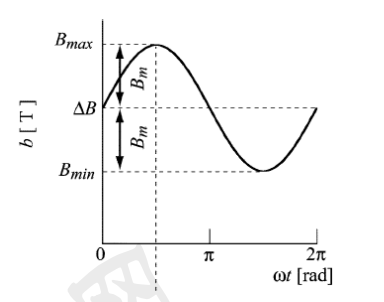 B_max
B_m
ΔB
B_m
B_min
b [ T ]
0
π
2π
ωt [rad]